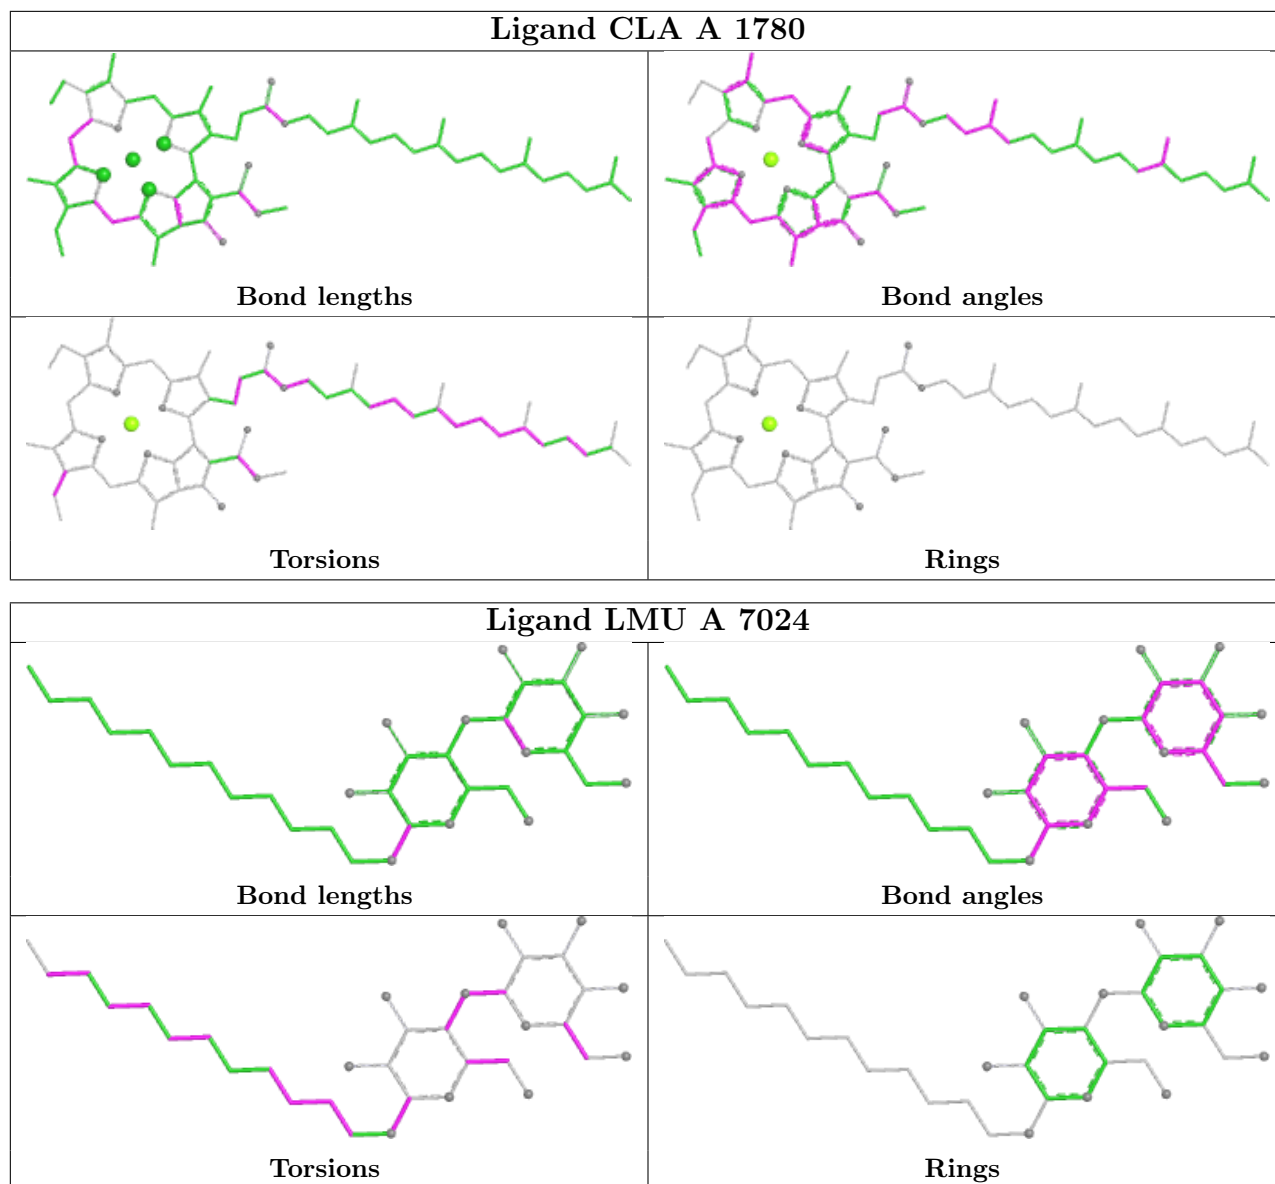 Ligand CLA A 1780
Bond lengths
Bond angles
Torsions
Rings
Ligand LMU A 7024
Bond lengths
Bond angles
Torsions
Rings